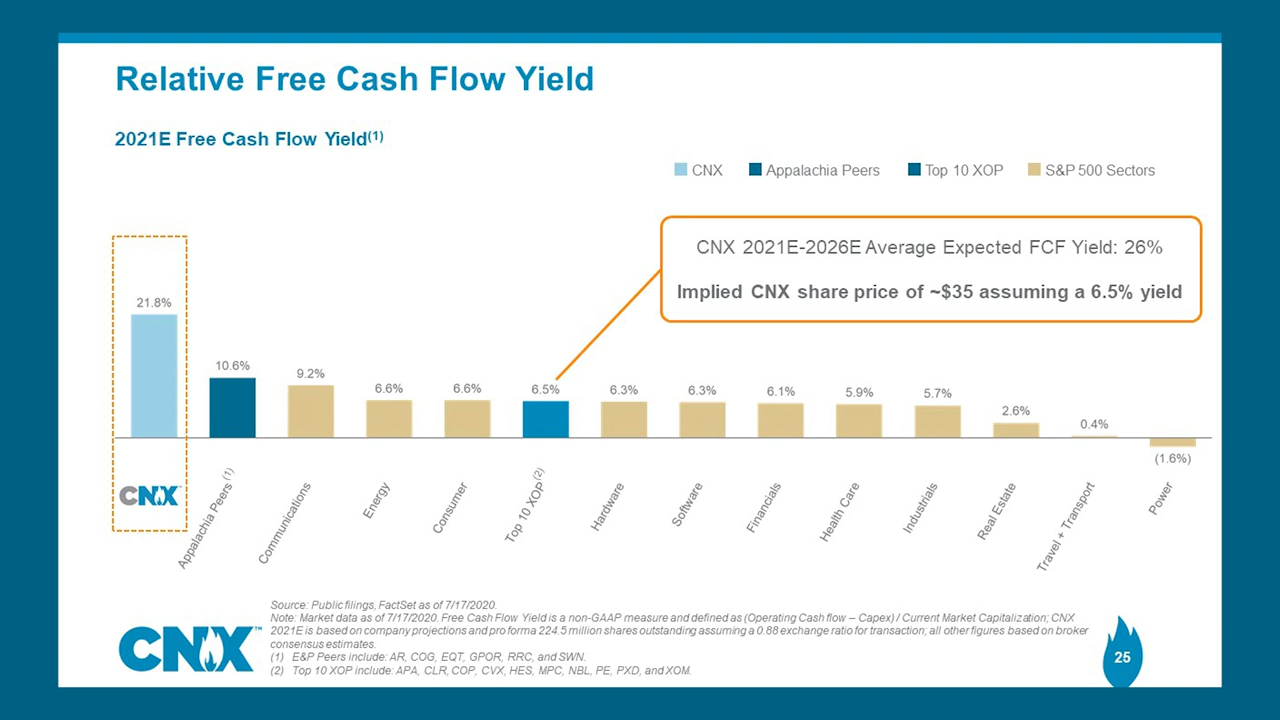 Relative Free Cash Flow Yield
2021E Free Cash Flow Yield(1)
CNX Appalachia Peers Top 10 XOP S&P 500 Sectors
CNX 2021E-2026E Average Expected FCF Yield: 26%
Implied CNX share price of ~$35 assuming a 6.5% yield
21.8%
10.6%
9.2%
6.6%
6.6%
6.5%
6.3%
6.3%
6.1%
5.9%
5.7%
2.6%
0.4%
(1.6%)
CNX
Appalachia Peers (1)
Communications
Energy
Consumer
Top 10 XOP (2)
Hardware
Software
Financials
Health Care
Industrials
Real Estate
Travel + Transport
Power
CNX™
Source: Public filings, FactSet as of 7/17/2020.
Note: Market data as of 7/17/2020. Free Cash Flow Yield is a non-GAAP measure and defined as (Operating Cash flow – Capex) / Current Market Capitalization; CNX
2021E is based on company projections and pro forma 224.5 million shares outstanding assuming a 0.88 exchange ratio for transaction; all other figures based on broker
consensus estimates.
(1) E&P Peers include: AR, COG, EQT, GPOR, RRC, and SWN.
(2) Top 10 XOP include: APA, CLR, COP, CVX, HES, MPC, NBL, PE, PXD, and XOM.
25